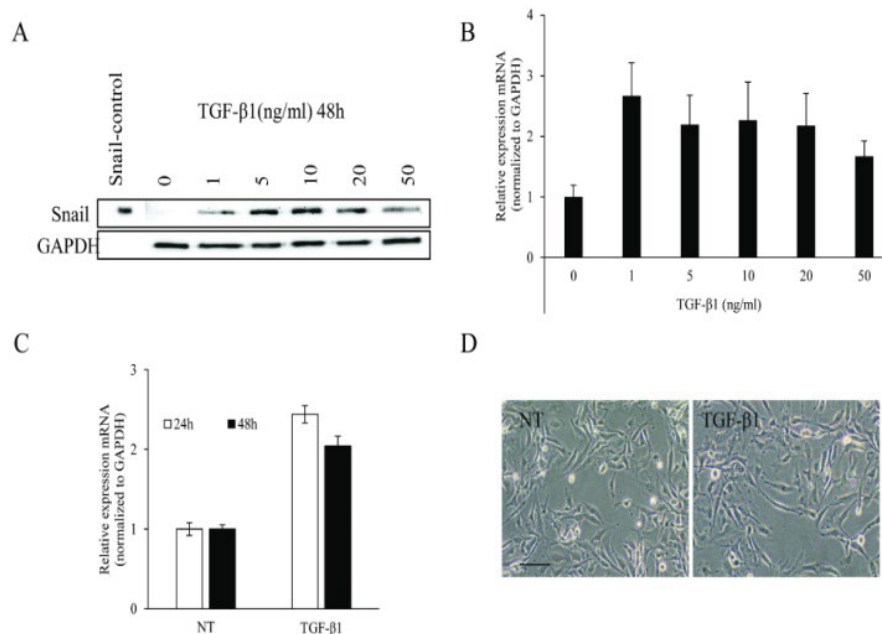 A
Snail-control
TGF-β1(ng/ml) 48h
0 1 5 10 20 50
Snail
GAPDH
B
Relative expression mRNA
(normalized to GAPDH)
4
3
2
1
0
0 1 5 10 20 50
TGF-β1 (ng/ml)
C
Relative expression mRNA
(normalized to GAPDH)
3
2
1
0
24h 48h
NT TGF-β1
D
NT TGF-β1